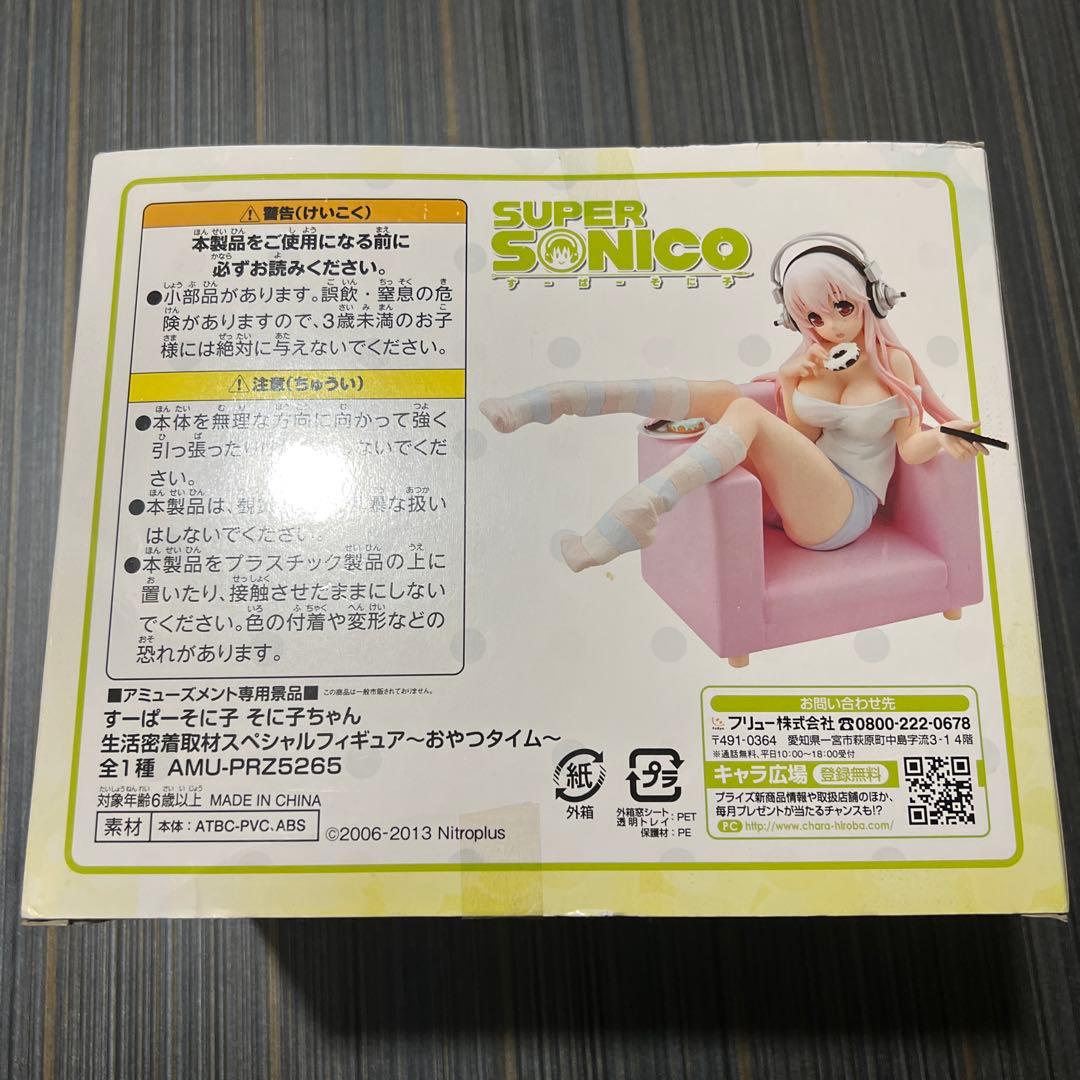 警告(けいこく)
本製品をご使用になる前に
必ずお読みください。
●小部品があります。誤飲・窒息の危
険がありますので、3歳未満のお子
様には絶対に与えないでください。
注意(ちゅうい)
●本体を無理な方向に向かって強く
引っ張ったり ないでくだ
さい。
●本製品は、観 暴な扱い
はしないでください。
●本製品をプラスチック製品の上に
置いたり、接触させたままにしない
でください。色の付着や変形などの
恐れがあります。
■アミューズメント専用景品■ この商品は一般市販されておりません。
すーぱーそに子 そに子ちゃん
生活密着取材スペシャルフィギュア〜おやつタイム〜
全1種 AMU-PRZ5265
対象年齢6歳以上 MADE IN CHINA
素材 本体:ATBC-PVC、ABS
©2006-2013 Nitroplus
SUPER
SONICO
すーぱーそに子
紙
外箱
プラ
外箱窓シート:PET
透明トレイ:PET
保護材:PE
お問い合わせ先
フリュー株式会社 ☎0800-222-0678
〒491-0364 愛知県一宮市萩原町中島字流3-1 4階
※通話無料、平日10:00〜18:00受付
キャラ広場 登録無料
プライズ新商品情報や取扱店舗のほか、
毎月プレゼントが当たるチャンスも!?
PC http://www.chara-hiroba.com/